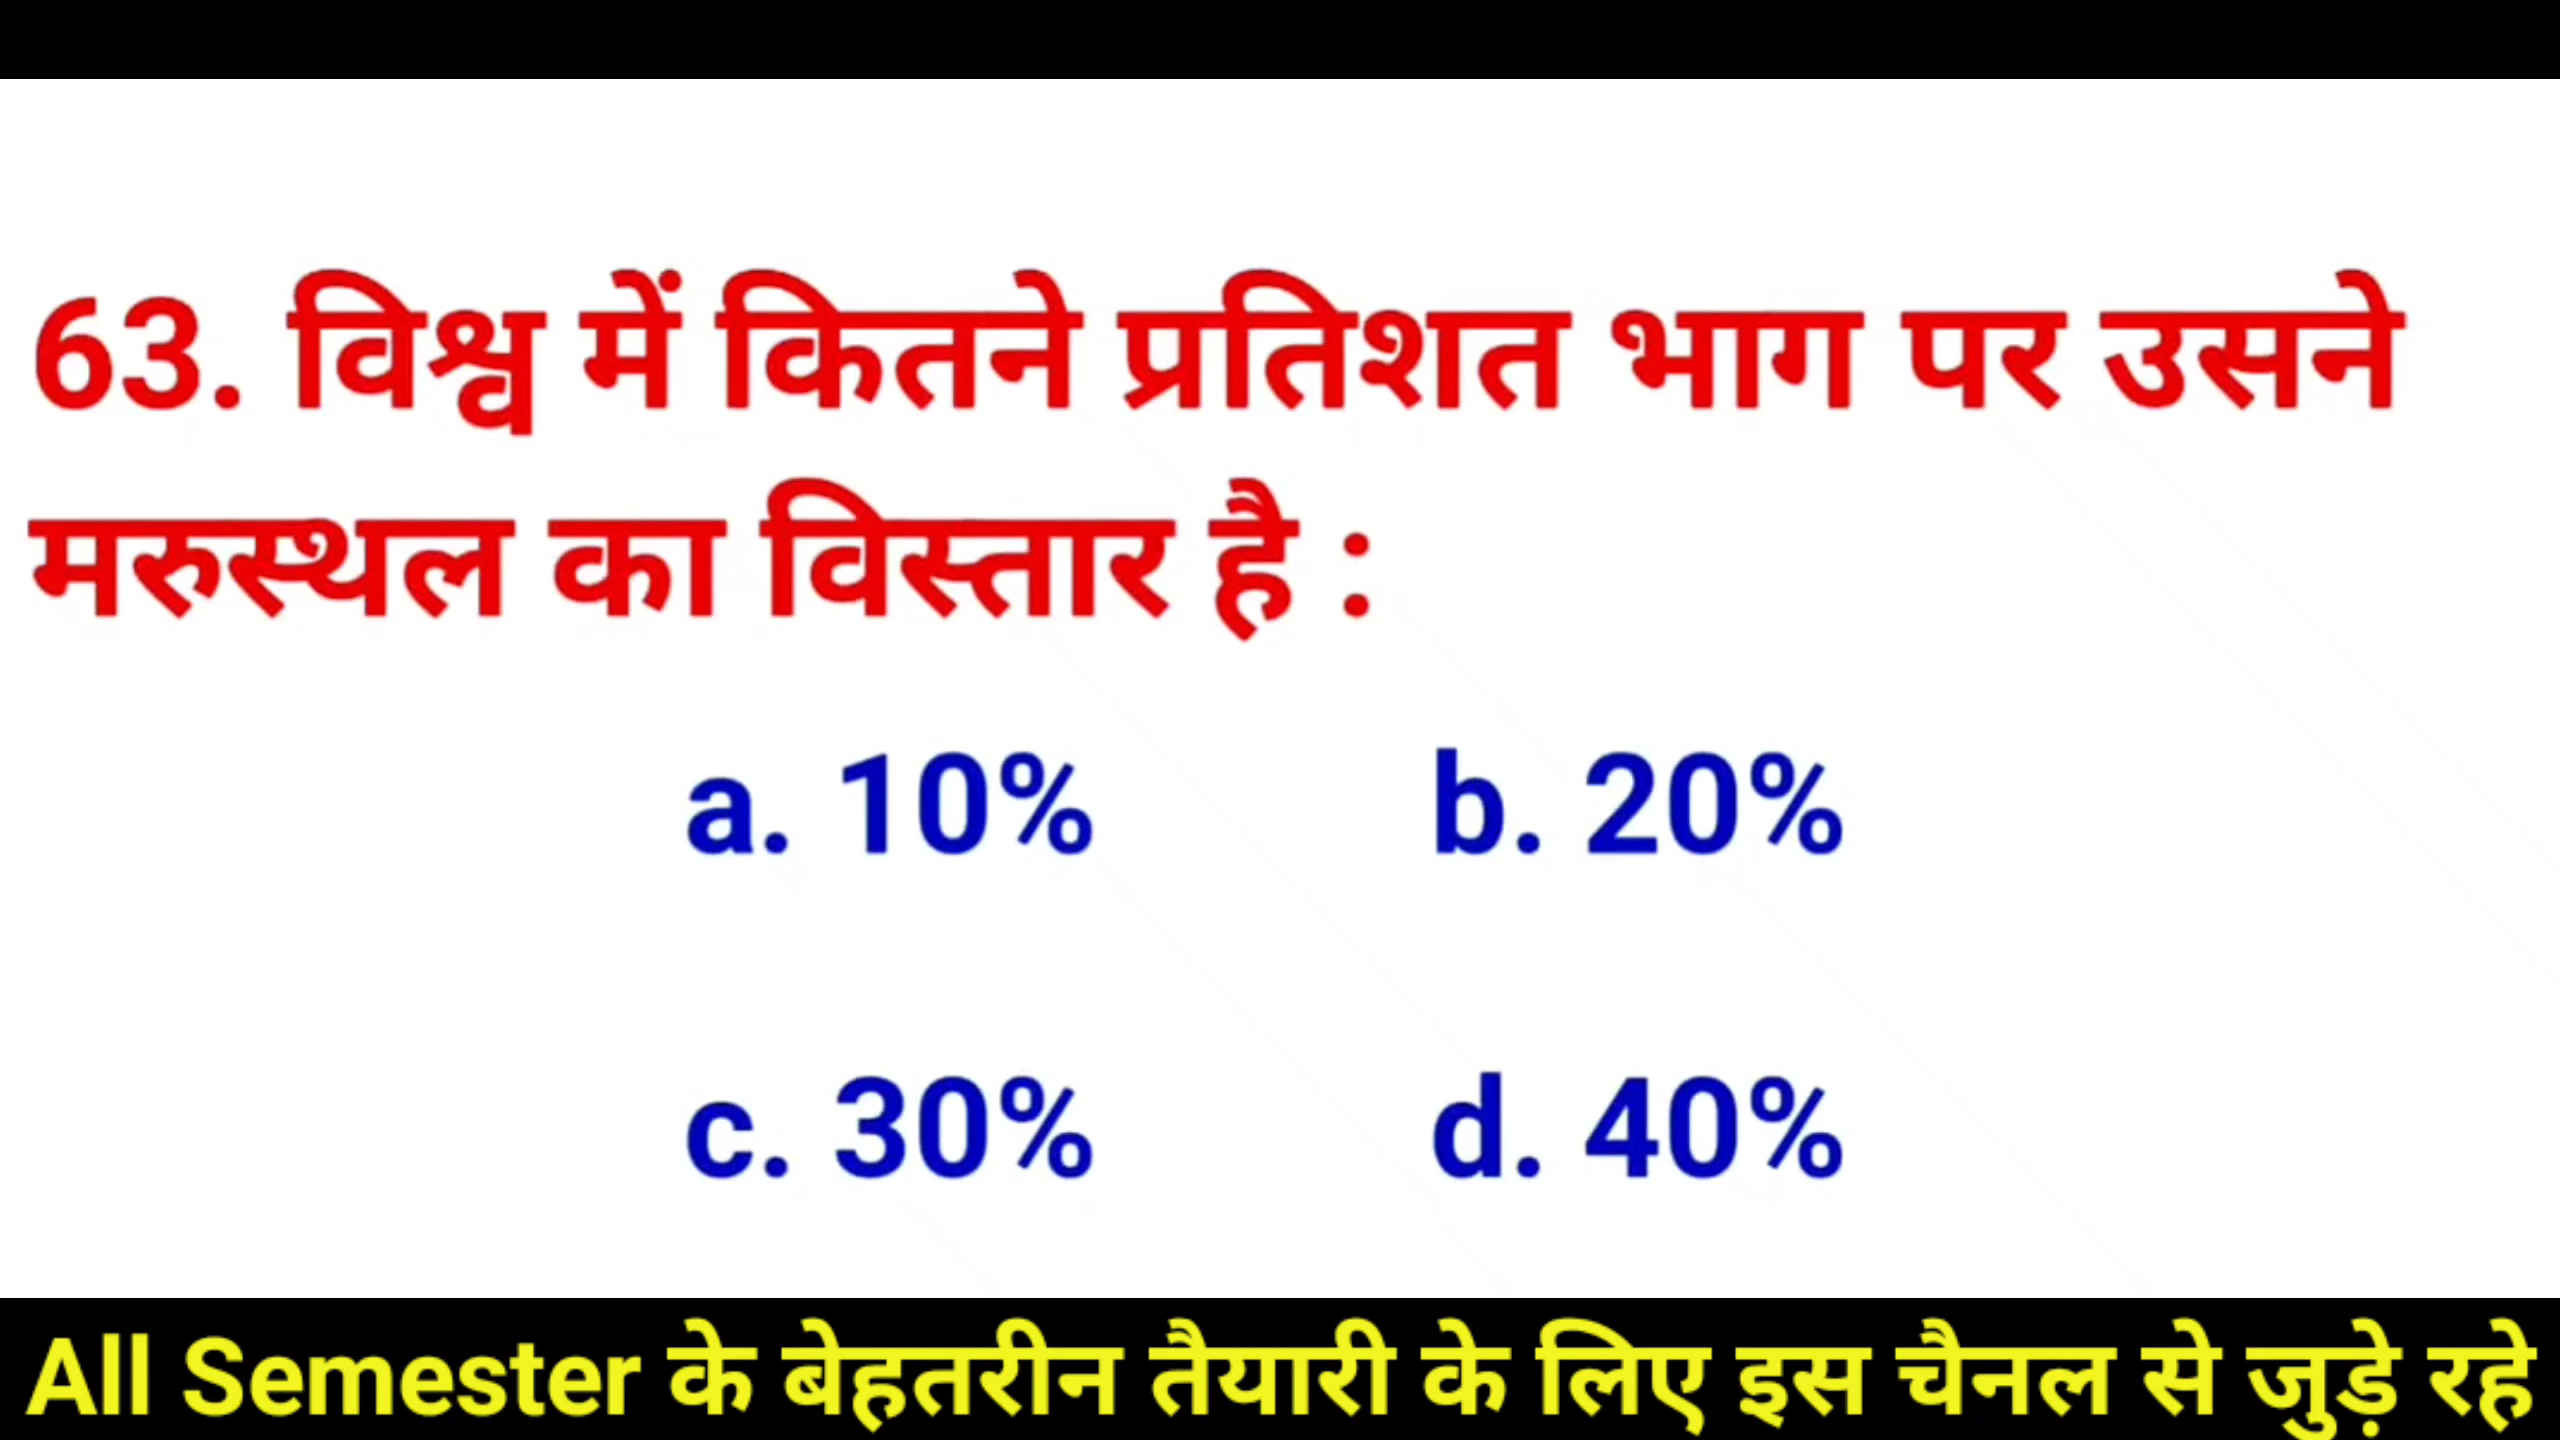 63. विश्व में कितने प्रतिशत भाग पर उसने
मरुस्थल का विस्तार है :
a. 10% b. 20%
c. 30% d. 40%
All Semester के बेहतरीन तैयारी के लिए इस चैनल से जुड़े रहे